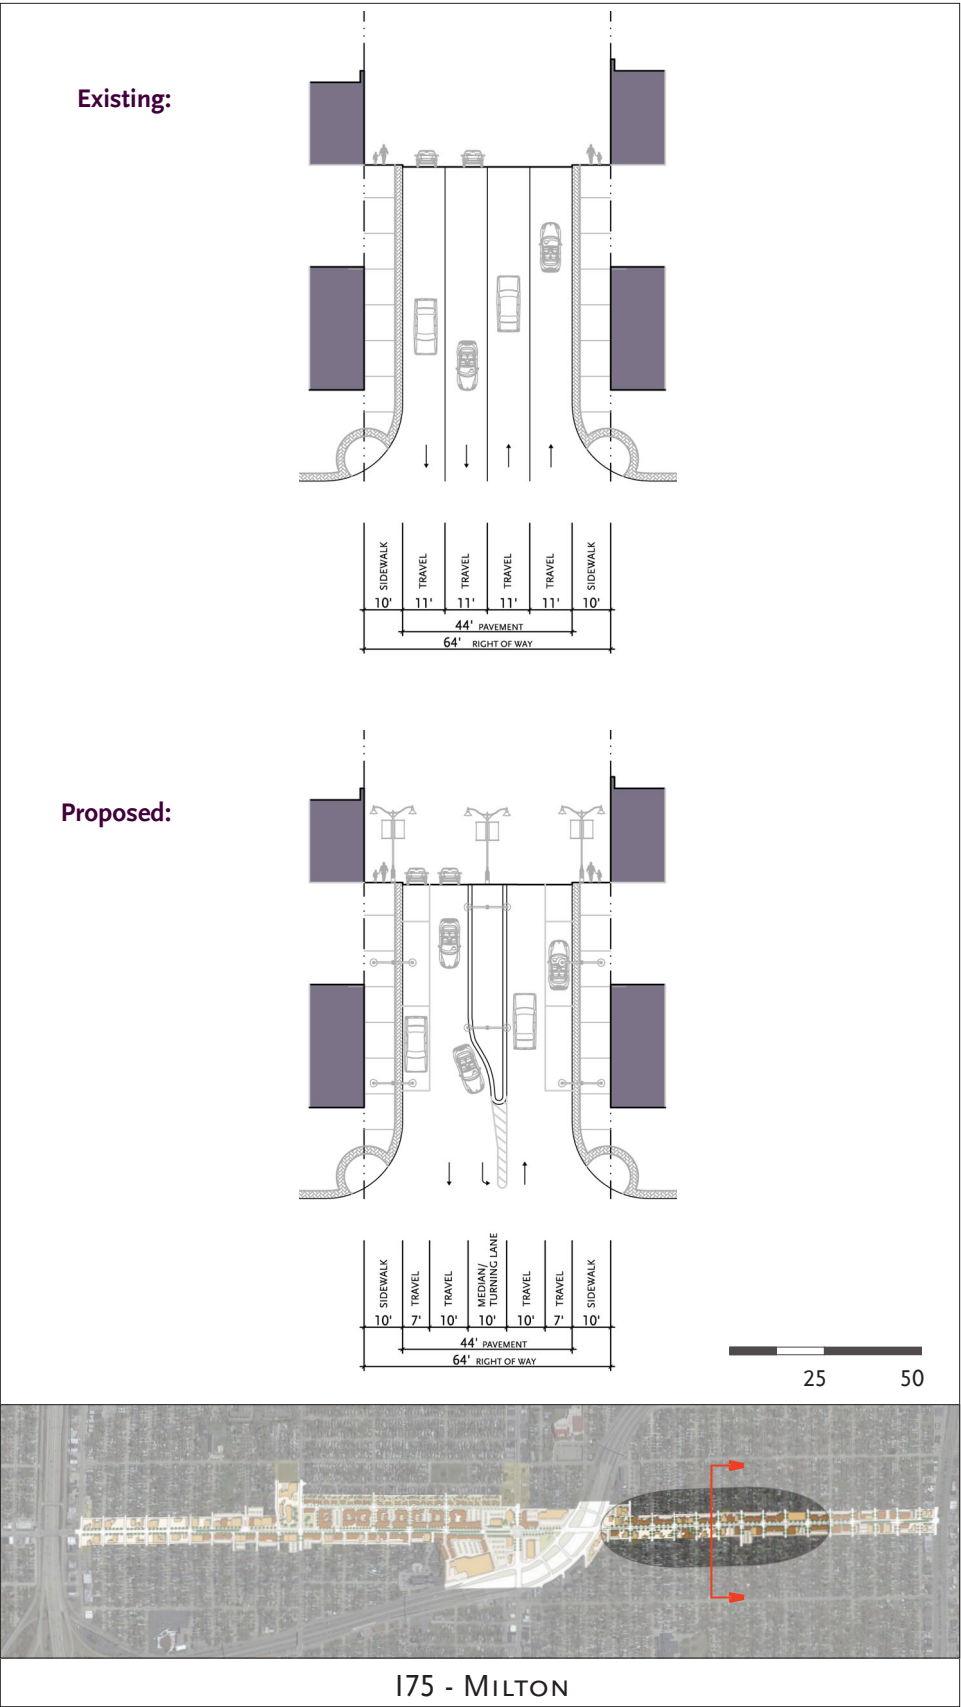 Existing:
SIDEWALK
TRAVEL
TRAVEL
TRAVEL
TRAVEL
SIDEWALK
10' 11' 11' 11' 11' 10'
44' PAVEMENT
64' RIGHT OF WAY
Proposed:
SIDEWALK
TRAVEL
TRAVEL
MEDIAN/
TURNING LANE
TRAVEL
TRAVEL
SIDEWALK
10' 7' 10' 10' 10' 7' 10'
44' PAVEMENT
64' RIGHT OF WAY
25 50
I75 - MILTON